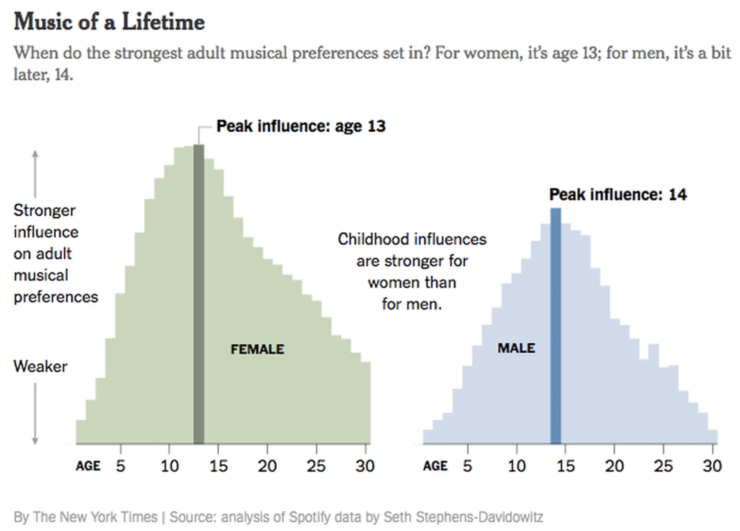 Music of a Lifetime
When do the strongest adult musical preferences set in? For women, it's age 13; for men, it's a bit
later, 14.
Peak influence: age 13
Stronger
influence
on adult
musical
preferences
Weaker
FEMALE
AGE 5 10 15 20 25 30
Childhood influences
are stronger for
women than
for men.
Peak influence: 14
MALE
AGE 5 10 15 20 25 30
By The New York Times | Source: analysis of Spotify data by Seth Stephens-Davidowitz